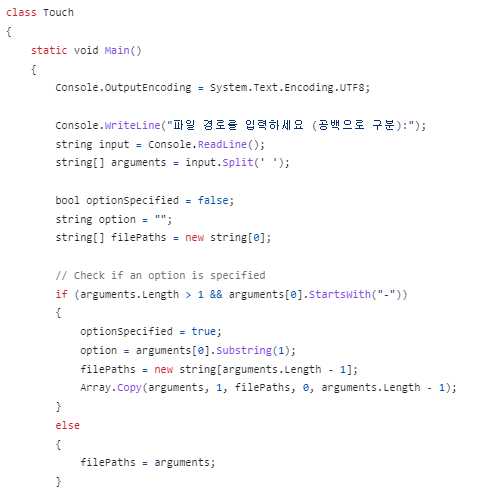 class Touch
{
    static void Main()
    {
        Console.OutputEncoding = System.Text.Encoding.UTF8;

        Console.WriteLine("파일 경로를 입력하세요 (공백으로 구분):");
        string input = Console.ReadLine();
        string[] arguments = input.Split(' ');

        bool optionSpecified = false;
        string option = "";
        string[] filePaths = new string[0];

        // Check if an option is specified
        if (arguments.Length > 1 && arguments[0].StartsWith("-"))
        {
            optionSpecified = true;
            option = arguments[0].Substring(1);
            filePaths = new string[arguments.Length - 1];
            Array.Copy(arguments, 1, filePaths, 0, arguments.Length - 1);
        }
        else
        {
            filePaths = arguments;
        }